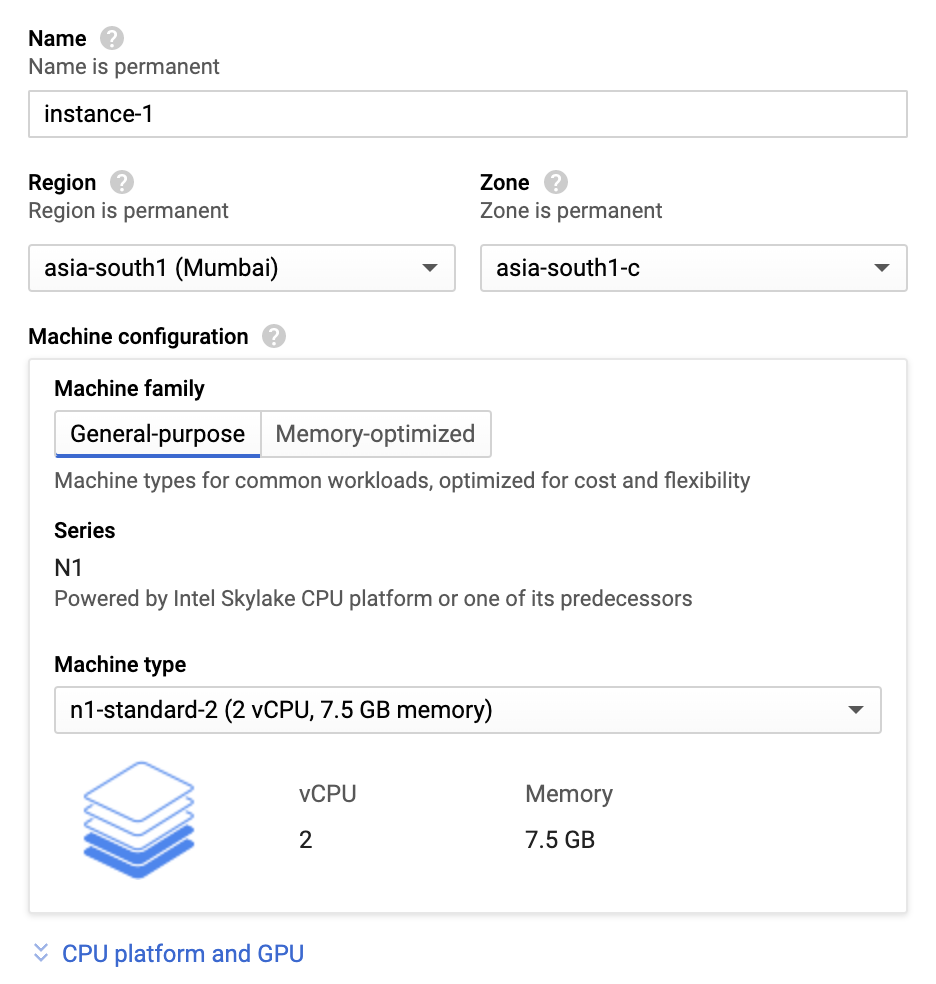 Name
Name is permanent
instance-1
Region
Region is permanent
Zone
Zone is permanent
asia-south1 (Mumbai)
asia-south1-c
Machine configuration
Machine family
General-purpose
Memory-optimized
Machine types for common workloads, optimized for cost and flexibility
Series
N1
Powered by Intel Skylake CPU platform or one of its predecessors
Machine type
n1-standard-2 (2 vCPU, 7.5 GB memory)
vCPU
Memory
2
7.5 GB
CPU platform and GPU